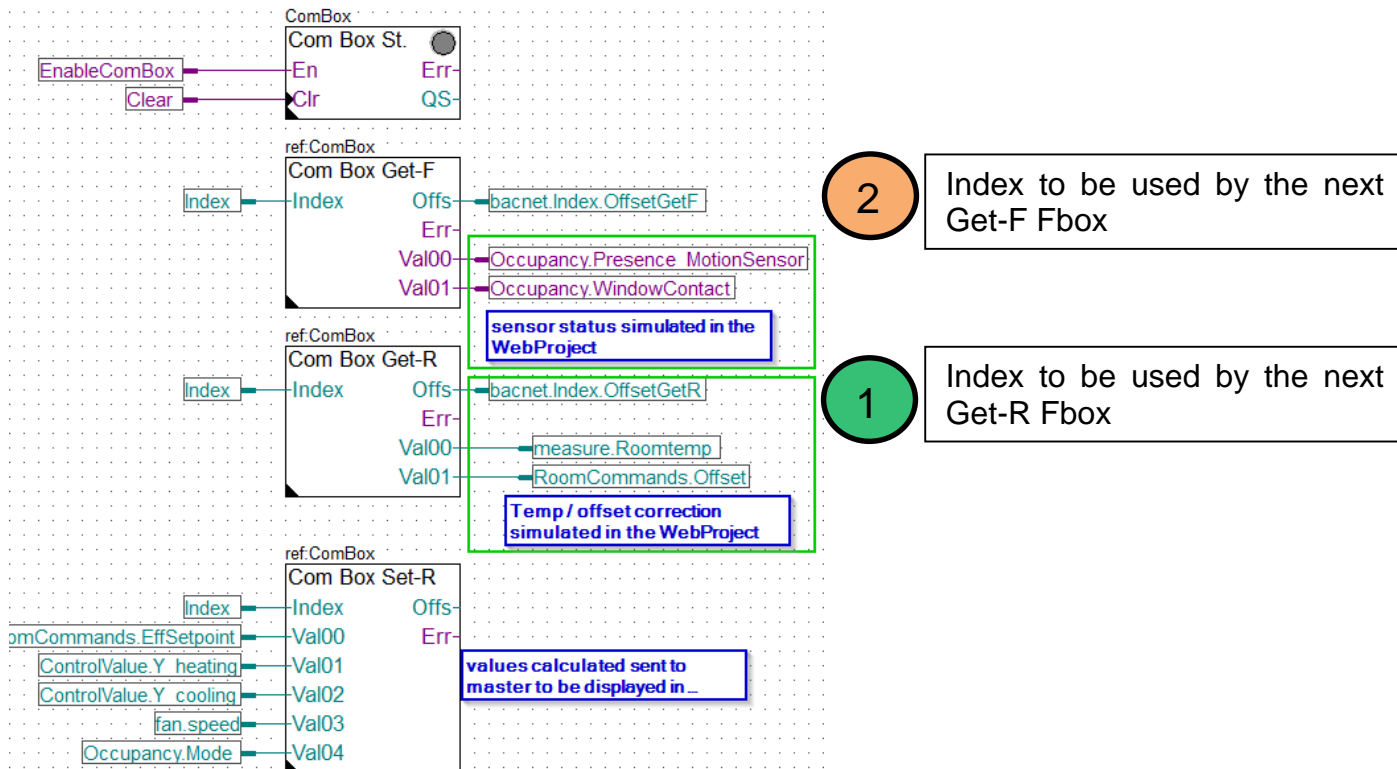 ComBox
Com Box St.
EnableComBox En Err
Clear Clr QS
ref:ComBox
Com Box Get-F
Index Index Offs bacnet.Index.OffsetGetF
Err
Val00 Occupancy.Presence_MotionSensor
Val01 Occupancy.WindowContact
sensor status simulated in the
WebProject
2
Index to be used by the next
Get-F Fbox
ref:ComBox
Com Box Get-R
Index Index Offs bacnet.Index.OffsetGetR
Err
Val00 measure.Roomtemp
Val01 RoomCommands.Offset
Temp / offset correction
simulated in the WebProject
1
Index to be used by the next
Get-R Fbox
ref:ComBox
Com Box Set-R
Index Index Offs
omCommands.EffSetpoint Val00 Err
ControlValue.Y_heating Val01
ControlValue.Y_cooling Val02
fan.speed Val03
Occupancy.Mode Val04
values calculated sent to
master to be displayed in ...